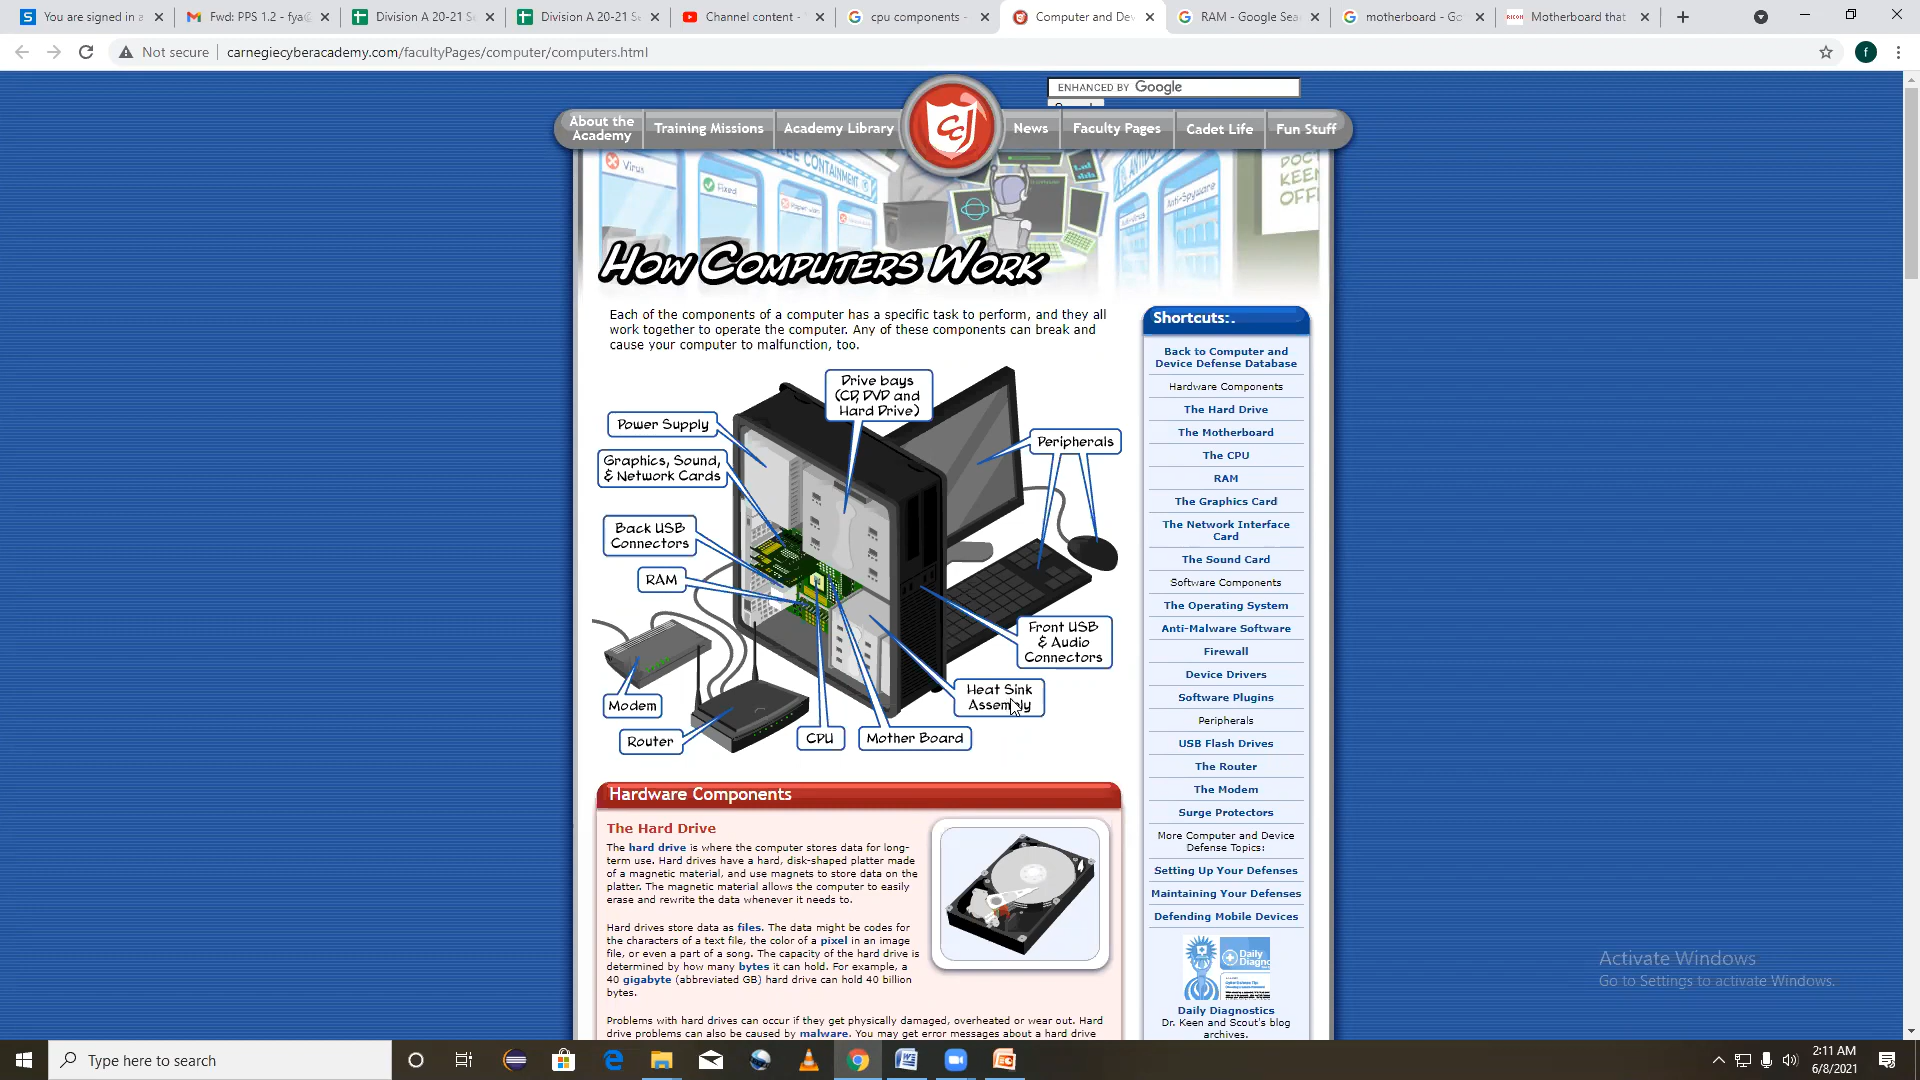 You are signed in a
Fwd: PPS 1.2 - fya@
Division A 20-21 S
Division A 20-21 S
Channel content -
cpu components -
Computer and De
RAM - Google Sea
motherboard - Go
RICOH Motherboard that
Not secure
carnegiecyberacademy.com/facultyPages/computer/computers.html
f
ENHANCED BY Google
About the
Academy
Training Missions
Academy Library
News
Faculty Pages
Cadet Life
Fun Stuff
Virus
Fixed
CONTAINMENT
Anti-Virus
Anti-Spyware
HOW COMPUTERS WORK
Each of the components of a computer has a specific task to perform, and they all
work together to operate the computer. Any of these components can break and
cause your computer to malfunction, too.
Drive bays
(CD, DVD and
Hard Drive)
Power Supply
Graphics, Sound,
& Network Cards
Back USB
Connectors
RAM
Modem
Router
CPU
Mother Board
Heat Sink
Assembly
Front USB
& Audio
Connectors
Peripherals
Hardware Components
The Hard Drive
The hard drive is where the computer stores data for long-
term use. Hard drives have a hard, disk-shaped platter made
of a magnetic material, and use magnets to store data on the
platter. The magnetic material allows the computer to easily
erase and rewrite the data whenever it needs to.
Hard drives store data as files. The data might be codes for
the characters of a text file, the color of a pixel in an image
file, or even a part of a song. The capacity of the hard drive is
determined by how many bytes it can hold. For example, a
40 gigabyte (abbreviated GB) hard drive can hold 40 billion
bytes.
Problems with hard drives can occur if they get physically damaged, overheated or wear out. Hard
drive problems can also be caused by malware. You may get error messages about a hard drive
Shortcuts:.
Back to Computer and
Device Defense Database
Hardware Components
The Hard Drive
The Motherboard
The CPU
RAM
The Graphics Card
The Network Interface
Card
The Sound Card
Software Components
The Operating System
Anti-Malware Software
Firewall
Device Drivers
Software Plugins
Peripherals
USB Flash Drives
The Router
The Modem
Surge Protectors
More Computer and Device
Defense Topics:
Setting Up Your Defenses
Maintaining Your Defenses
Defending Mobile Devices
Daily
Daily Diagnostics
Dr. Keen and Scout's blog
archives.
Activate Windows
Go to Settings to activate Windows.
Type here to search
2:11 AM
6/8/2021